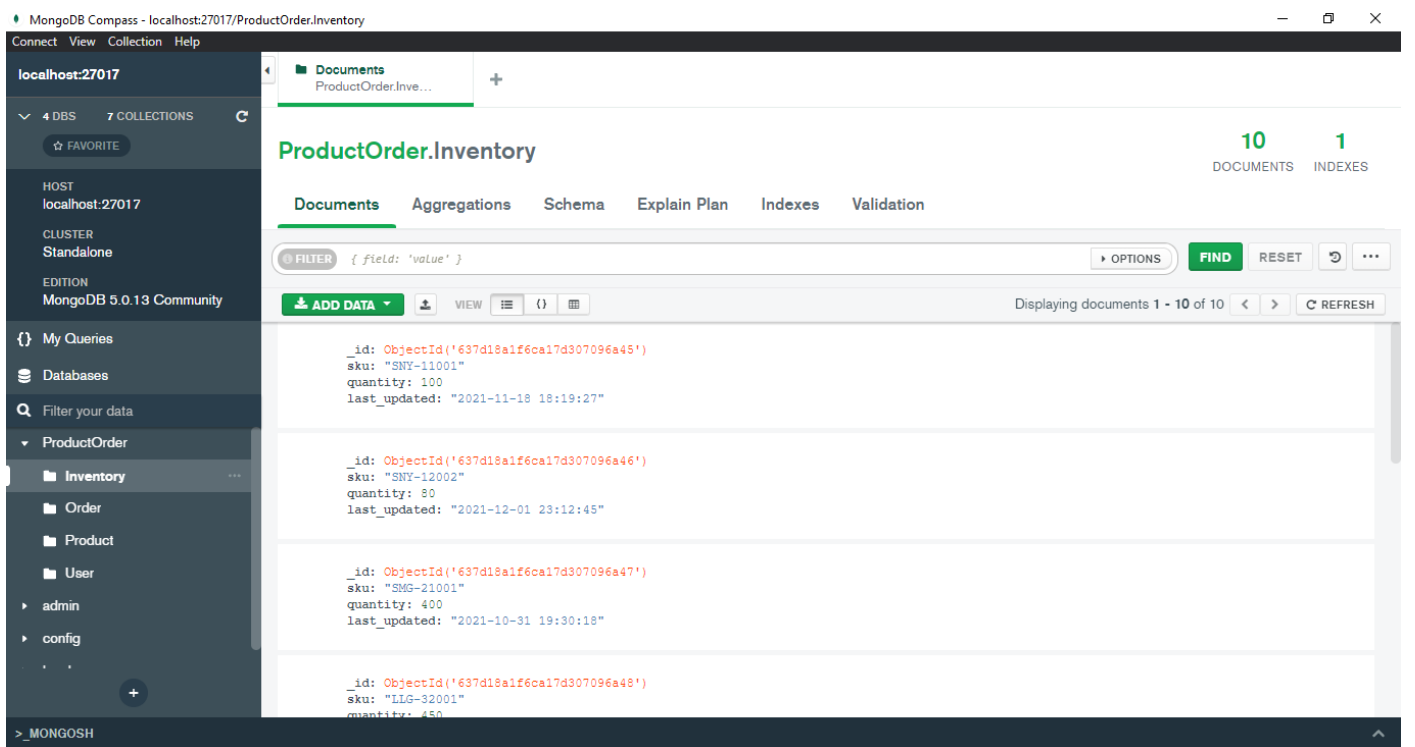 MongoDB Compass - localhost:27017/ProductOrder.Inventory
Connect View Collection Help
localhost:27017
4 DBS 7 COLLECTIONS
FAVORITE
HOST
localhost:27017
CLUSTER
Standalone
EDITION
MongoDB 5.0.13 Community
{} My Queries
Databases
Filter your data
ProductOrder
Inventory
Order
Product
User
admin
config
>_MONGOSH
Documents
ProductOrder.Inve...
ProductOrder.Inventory
10 DOCUMENTS
1 INDEXES
Documents Aggregations Schema Explain Plan Indexes Validation
FILTER { field: 'value' } OPTIONS FIND RESET
ADD DATA VIEW {} Displaying documents 1 - 10 of 10 < > REFRESH
_id: ObjectId('637d18a1f6ca17d307096a45')
sku: "SNY-11001"
quantity: 100
last_updated: "2021-11-18 18:19:27"
_id: ObjectId('637d18a1f6ca17d307096a46')
sku: "SNY-12002"
quantity: 80
last_updated: "2021-12-01 23:12:45"
_id: ObjectId('637d18a1f6ca17d307096a47')
sku: "SMG-21001"
quantity: 400
last_updated: "2021-10-31 19:30:18"
_id: ObjectId('637d18a1f6ca17d307096a48')
sku: "LLG-32001"
quantity: 450